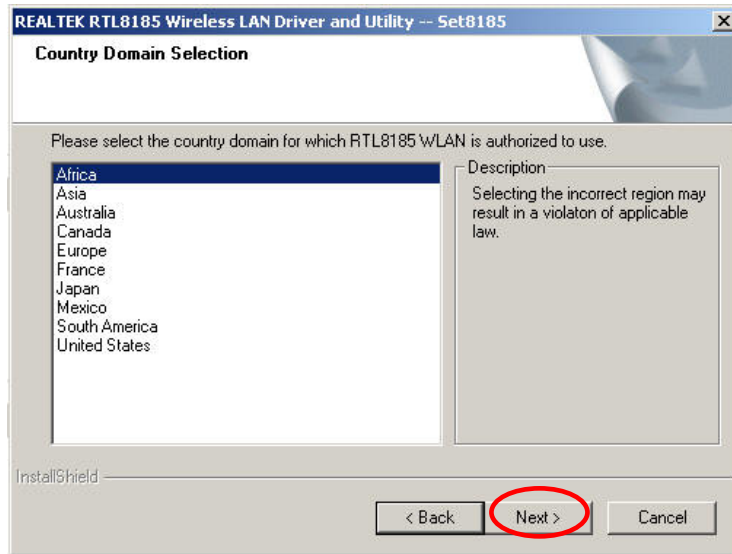 REALTEK RTL8185 Wireless LAN Driver and Utility -- Set8185
Country Domain Selection
Please select the country domain for which RTL8185 WLAN is authorized to use.
Africa
Asia
Australia
Canada
Europe
France
Japan
Mexico
South America
United States
Description
Selecting the incorrect region may
result in a violaton of applicable
law.
InstallShield
< Back
Next >
Cancel